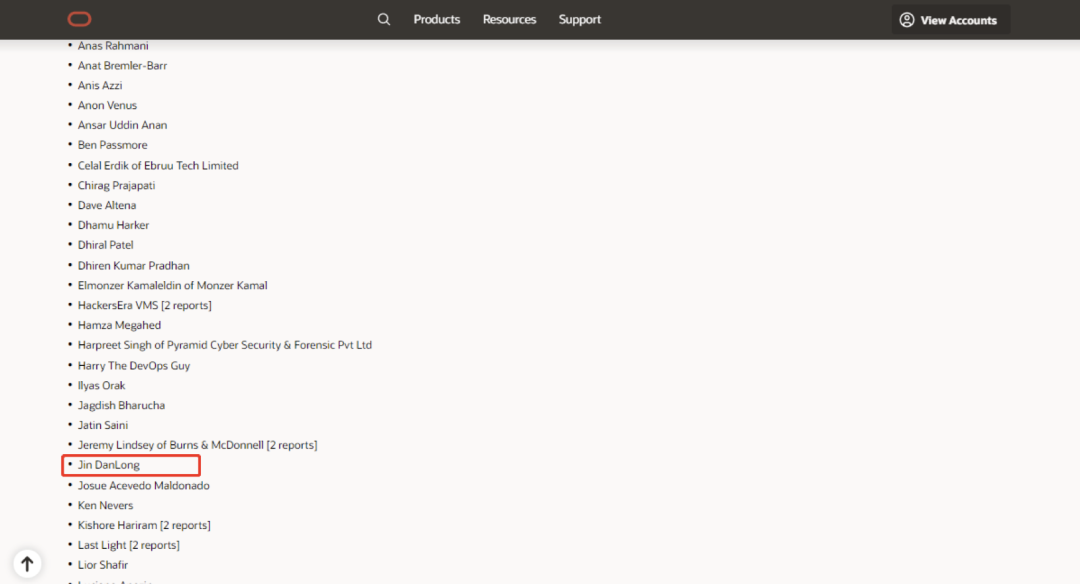 Products Resources Support View Accounts
• Anas Rahmani
• Anat Bremler-Barr
• Anis Azzi
• Anon Venus
• Ansar Uddin Anan
• Ben Passmore
• Celal Erdik of Ebruu Tech Limited
• Chirag Prajapati
• Dave Altena
• Dhamu Harker
• Dhiral Patel
• Dhiren Kumar Pradhan
• Elmonzer Kamaleldin of Monzer Kamal
• HackersEra VMS [2 reports]
• Hamza Megahed
• Harpreet Singh of Pyramid Cyber Security & Forensic Pvt Ltd
• Harry The DevOps Guy
• Ilyas Orak
• Jagdish Bharucha
• Jatin Saini
• Jeremy Lindsey of Burns & McDonnell [2 reports]
• Jin DanLong
• Josue Acevedo Maldonado
• Ken Nevers
• Kishore Hariram [2 reports]
• Last Light [2 reports]
• Lior Shafir